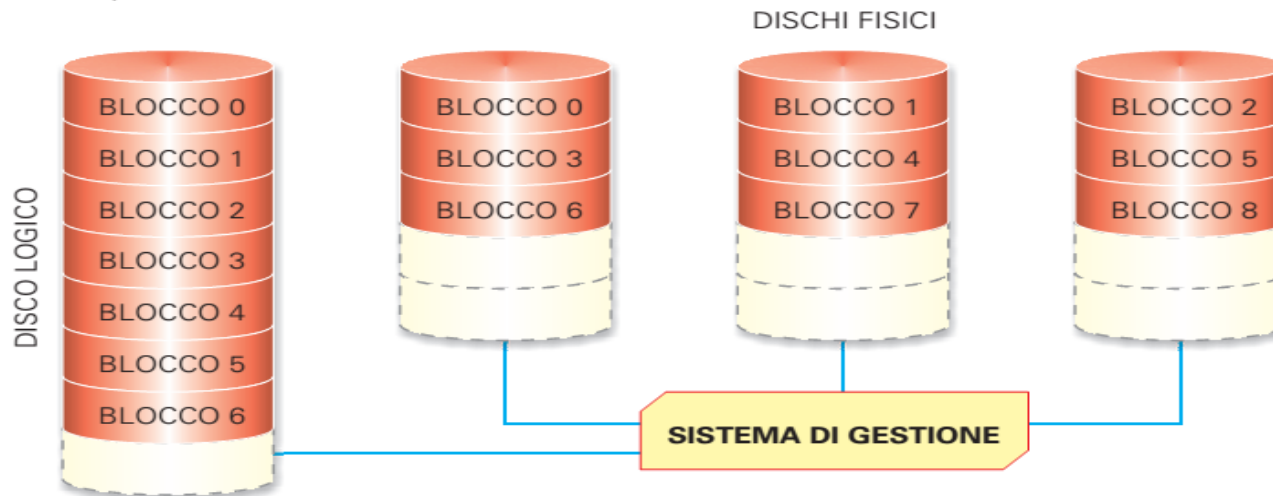 DISCHI FISICI
DISCO LOGICO
BLOCCO 0
BLOCCO 1
BLOCCO 2
BLOCCO 3
BLOCCO 4
BLOCCO 5
BLOCCO 6
BLOCCO 0
BLOCCO 3
BLOCCO 6
BLOCCO 1
BLOCCO 4
BLOCCO 7
BLOCCO 2
BLOCCO 5
BLOCCO 8
SISTEMA DI GESTIONE